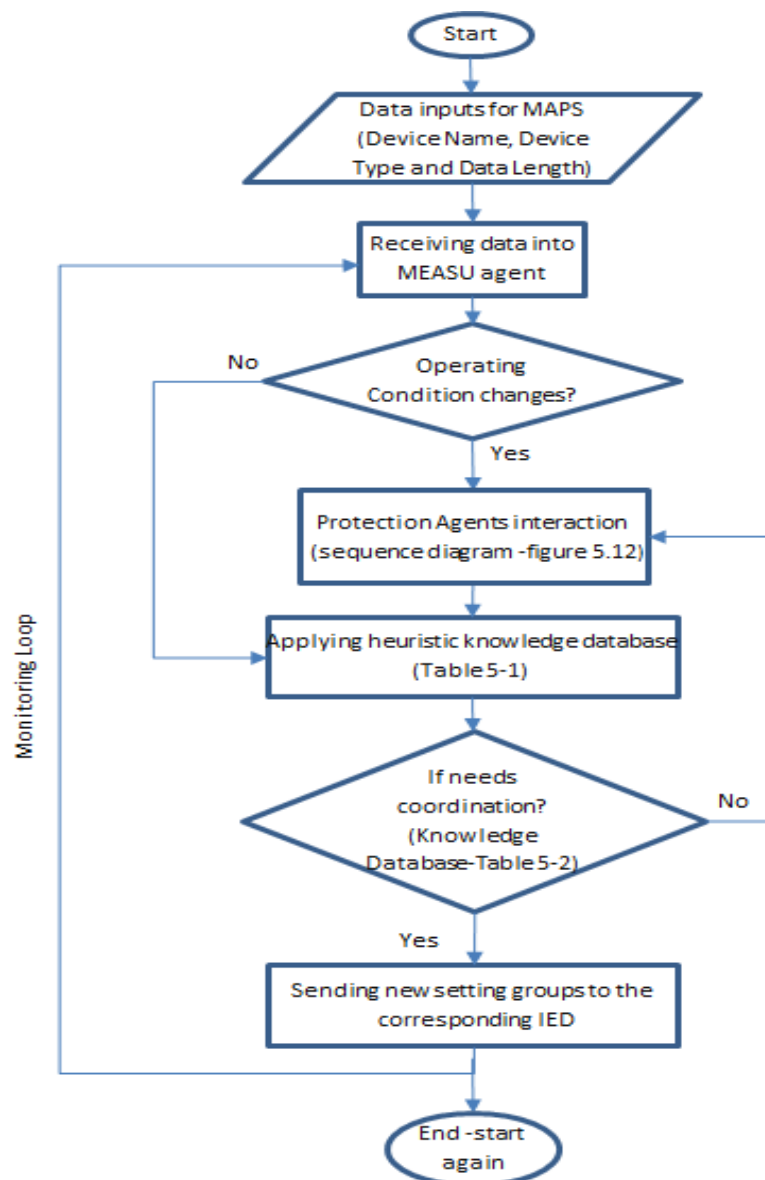 Start
Data inputs for MAPS
(Device Name, Device
Type and Data Length)
Receiving data into
MEASU agent
No
Operating
Condition changes?
Yes
Protection Agents interaction
(sequence diagram -figure 5.12)
Applying heuristic knowledge database
(Table 5-1)
Monitoring Loop
If needs
coordination?
(Knowledge
Database-Table 5-2)
No
Yes
Sending new setting groups to the
corresponding IED
End -start
again